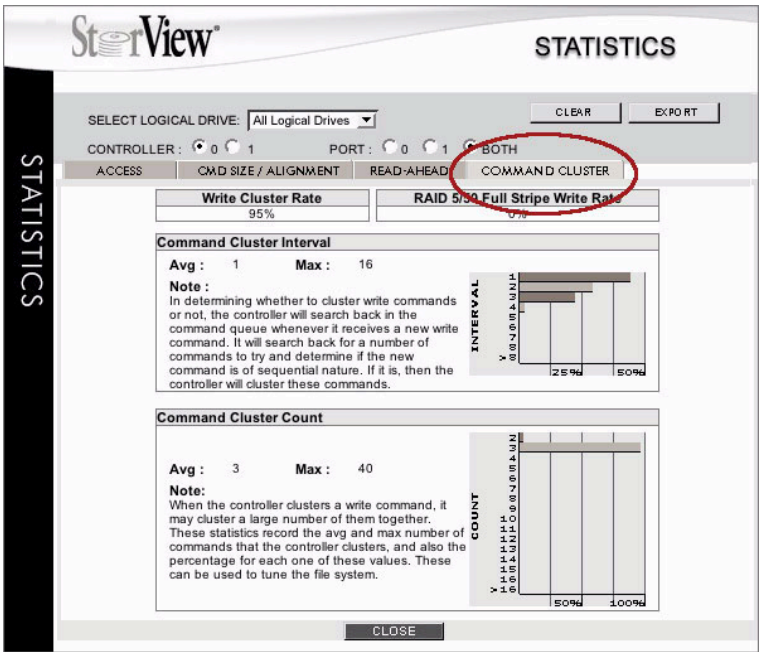 StorView
STATISTICS
SELECT LOGICAL DRIVE: All Logical Drives
CLEAR
EXPORT
CONTROLLER : 0 1 PORT : 0 1 BOTH
STATISTICS
ACCESS
CMD SIZE / ALIGNMENT
READ-AHEAD
COMMAND CLUSTER
Write Cluster Rate
95%
RAID 5/50 Full Stripe Write Rate
0%
Command Cluster Interval
Avg : 1 Max : 16
Note :
In determining whether to cluster write commands
or not, the controller will search back in the
command queue whenever it receives a new write
command. It will search back for a number of
commands to try and determine if the new
command is of sequential nature. If it is, then the
controller will cluster these commands.
INTERVAL
1
2
3
4
5
6
7
8
>8
25% 50%
Command Cluster Count
Avg : 3 Max : 40
Note:
When the controller clusters a write command, it
may cluster a large number of them together.
These statistics record the avg and max number of
commands that the controller clusters, and also the
percentage for each one of these values. These
can be used to tune the file system.
COUNT
2
3
4
5
6
7
8
9
10
11
12
13
14
15
16
>16
50% 100%
CLOSE